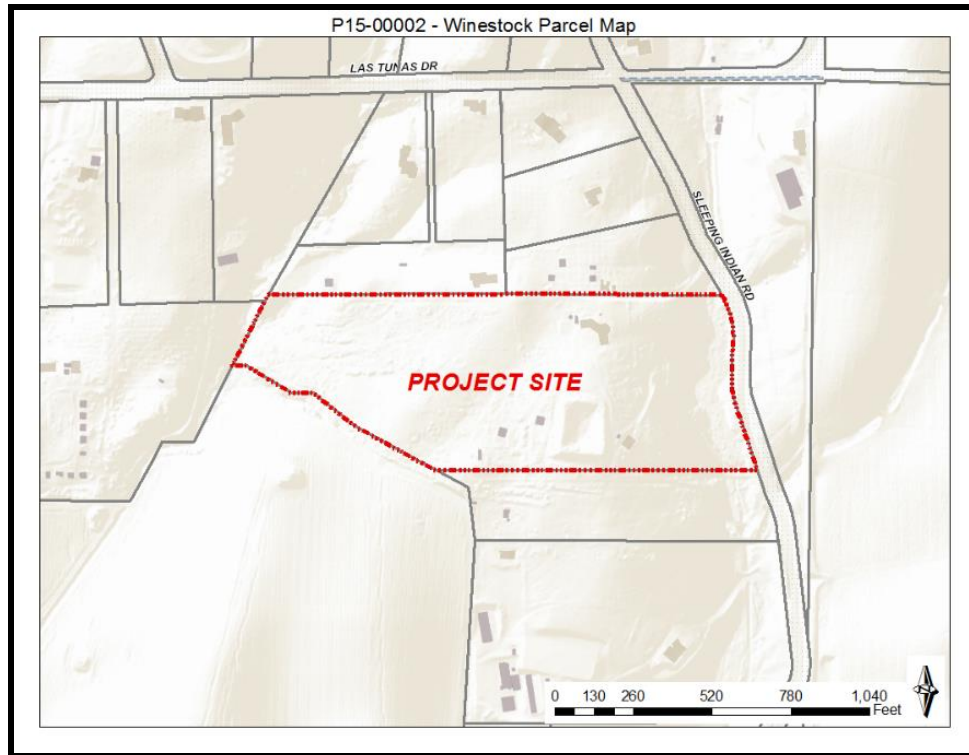 P15-00002 - Winestock Parcel Map
LAS TUNAS DR
SLEEPING INDIAN RD
PROJECT SITE
0 130 260 520 780 1,040
Feet